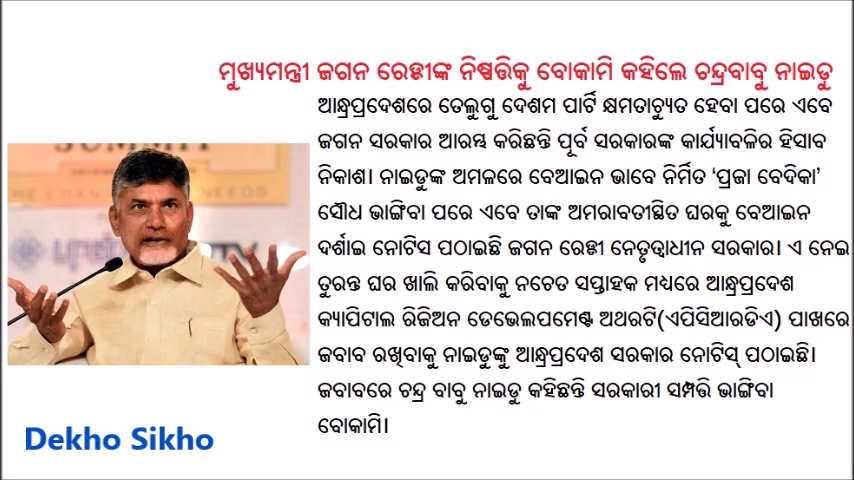 ମୁଖ୍ୟମନ୍ତ୍ରୀ ଜଗନ ରେଡ୍ଡୀଙ୍କ ନିଷ୍ପତ୍ତିକୁ ବୋକାମି କହିଲେ ଚନ୍ଦ୍ରବାବୁ ନାଇଡୁ
ଆନ୍ଧ୍ରପ୍ରଦେଶରେ ତେଲୁଗୁ ଦେଶମ ପାର୍ଟି କ୍ଷମତାଚ୍ୟୁତ ହେବା ପରେ ଏବେ
ଜଗନ ସରକାର ଆରମ୍ଭ କରିଛନ୍ତି ପୂର୍ବ ସରକାରଙ୍କ କାର୍ଯ୍ୟାବଳିର ହିସାବ
ନିକାଶ। ନାଇଡୁଙ୍କ ଅମଳରେ ବେଆଇନ ଭାବେ ନିର୍ମିତ ‘ପ୍ରଜା ବେଦିକା’
ସୌଧ ଭାଙ୍ଗିବା ପରେ ଏବେ ତାଙ୍କ ଅମରାବତୀସ୍ଥିତ ଘରକୁ ବେଆଇନ
ଦର୍ଶାଇ ନୋଟିସ ପଠାଇଛି ଜଗନ ରେଡ୍ଡୀ ନେତୃତ୍ୱାଧୀନ ସରକାର। ଏ ନେଇ
ତୁରନ୍ତ ଘର ଖାଲି କରିବାକୁ ନଚେତ ସପ୍ତାହକ ମଧ୍ୟରେ ଆନ୍ଧ୍ରପ୍ରଦେଶ
କ୍ୟାପିଟାଲ ରିଜିଅନ ଡେଭେଲପମେଣ୍ଟ ଅଥରଟି(ଏପିସିଆରଡିଏ) ପାଖରେ
ଜବାବ ରଖିବାକୁ ନାଇଡୁଙ୍କୁ ଆନ୍ଧ୍ରପ୍ରଦେଶ ସରକାର ନୋଟିସ୍ ପଠାଇଛି।
ଜବାବରେ ଚନ୍ଦ୍ର ବାବୁ ନାଇଡୁ କହିଛନ୍ତି ସରକାରୀ ସମ୍ପତ୍ତି ଭାଙ୍ଗିବା
ବୋକାମି।
SUMMIT
Dekho Sikho